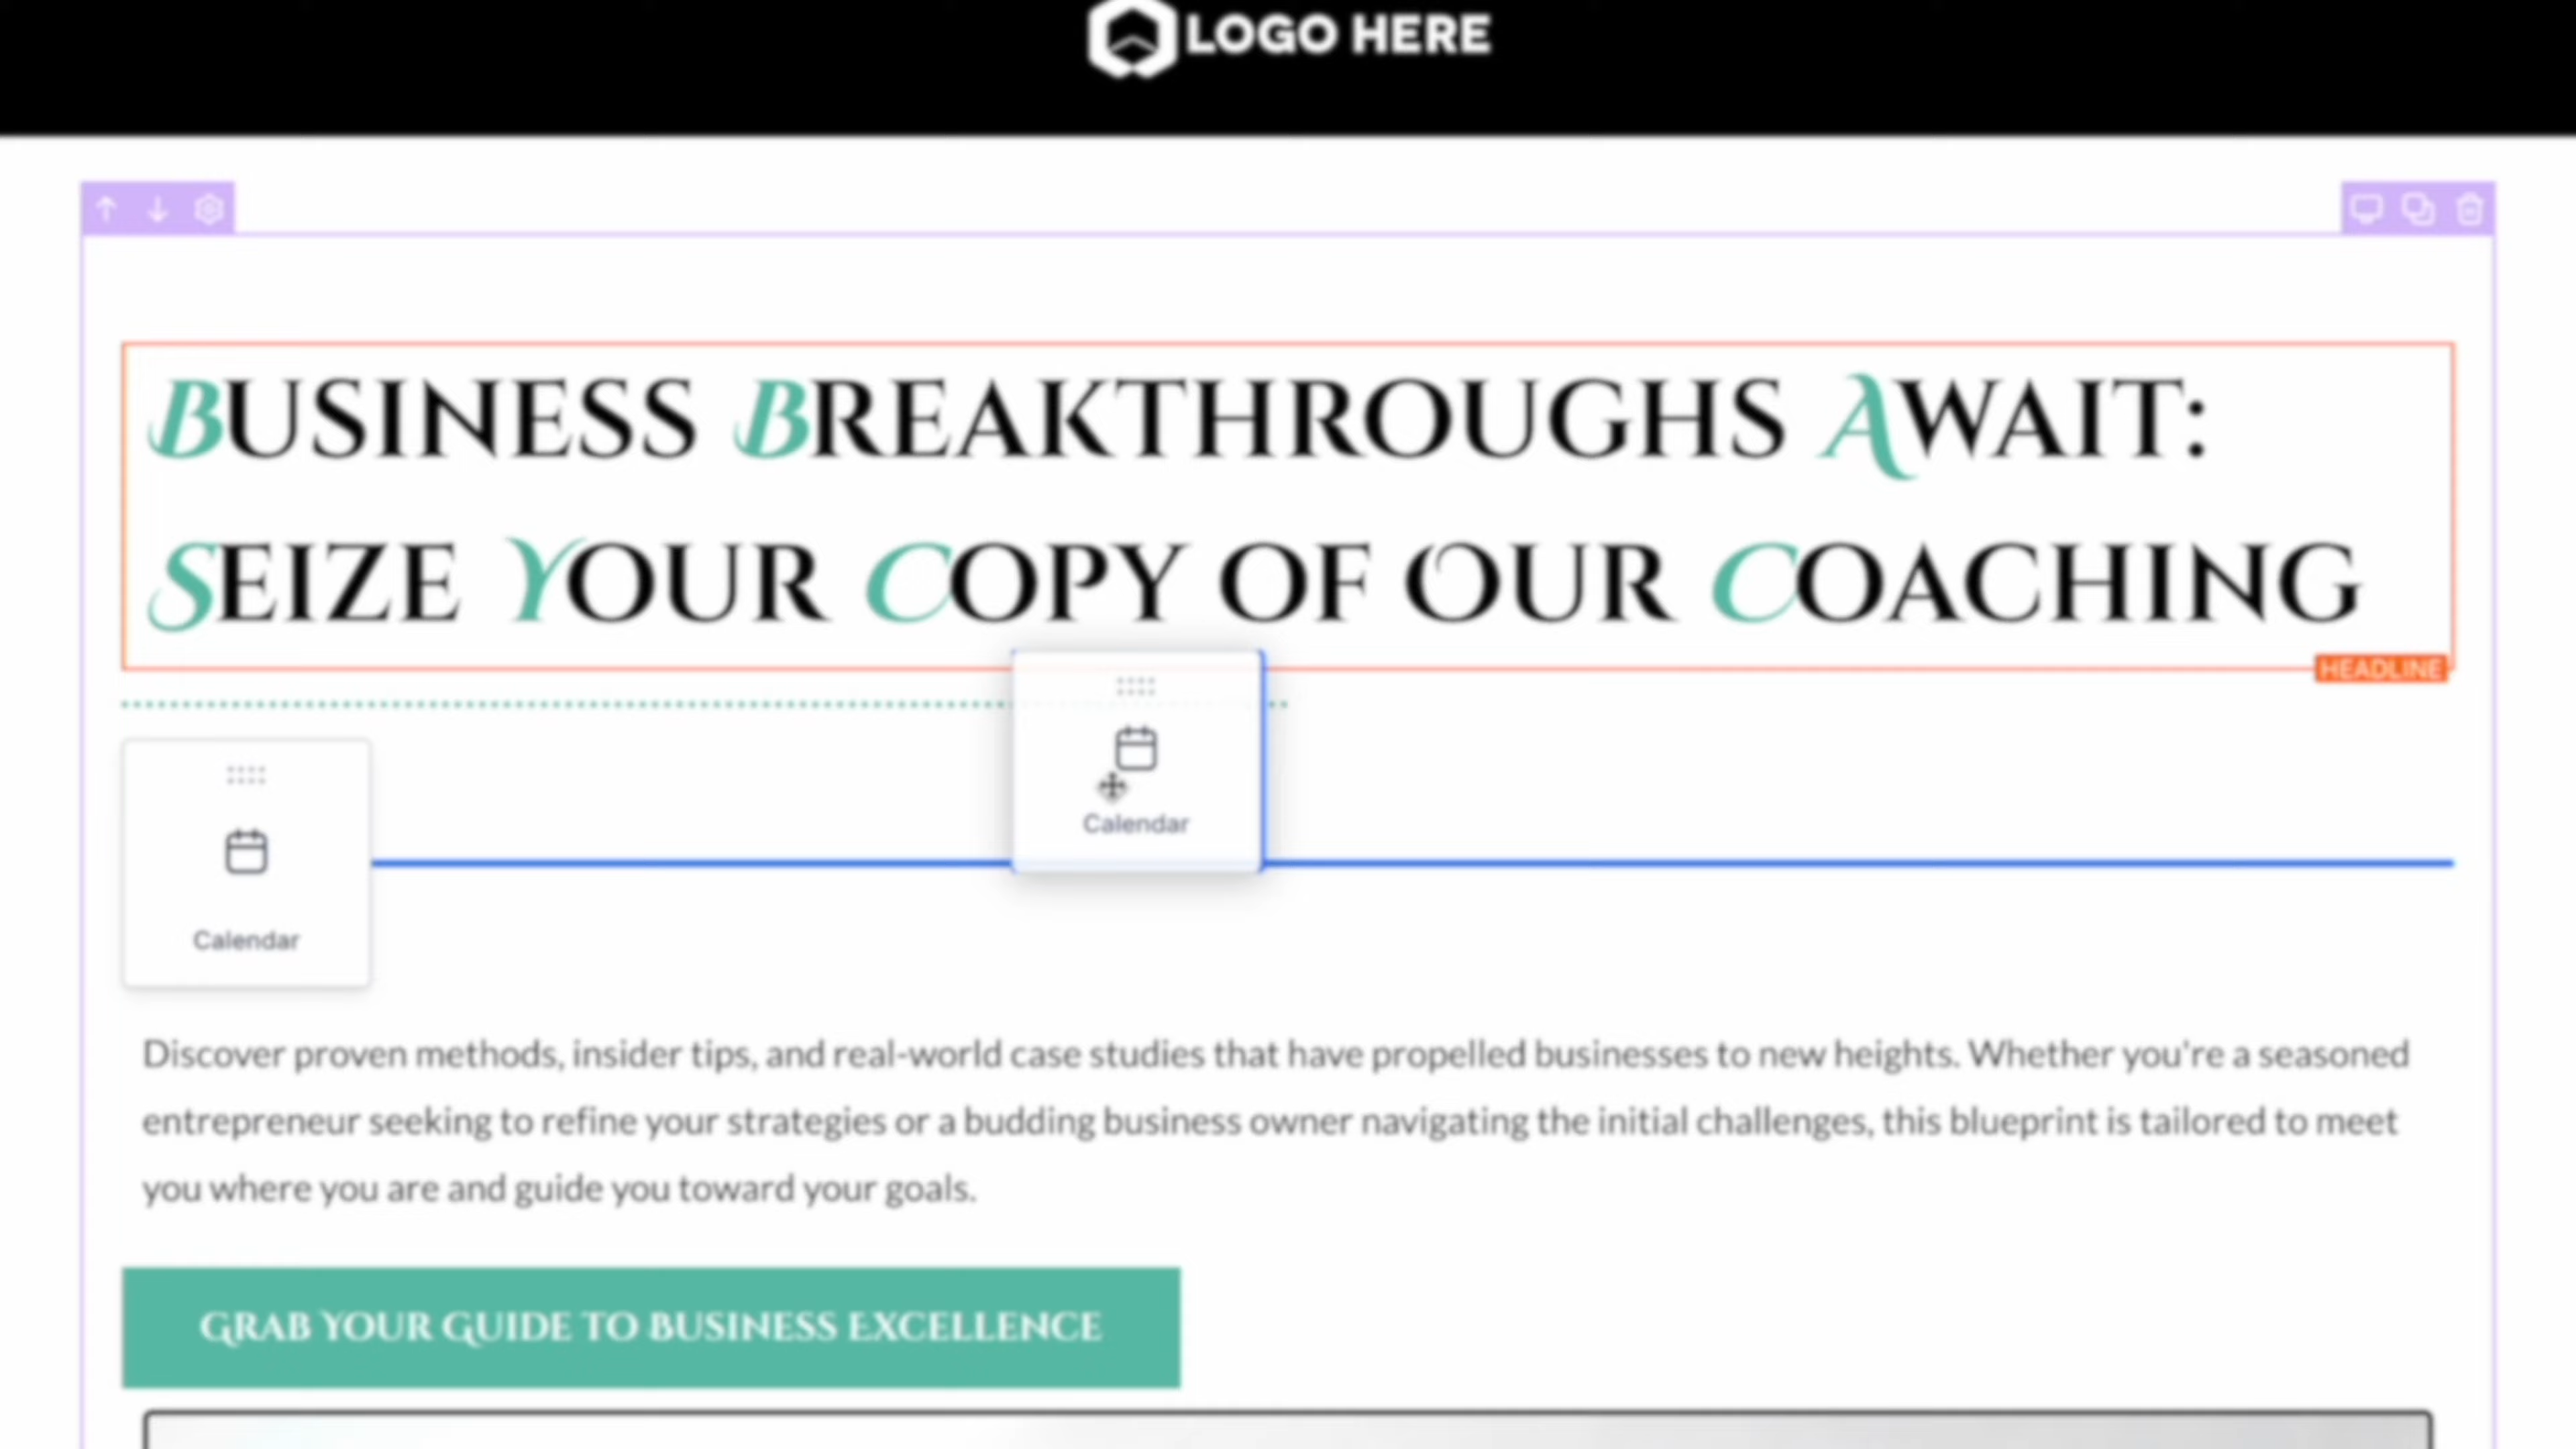 LOGO HERE
Business Breakthroughs Await:
Seize Your Copy of Our Coaching
HEADLINE
Calendar
Calendar
Discover proven methods, insider tips, and real-world case studies that have propelled businesses to new heights. Whether you're a seasoned
entrepreneur seeking to refine your strategies or a budding business owner navigating the initial challenges, this blueprint is tailored to meet
you where you are and guide you toward your goals.
Grab Your Guide to Business Excellence